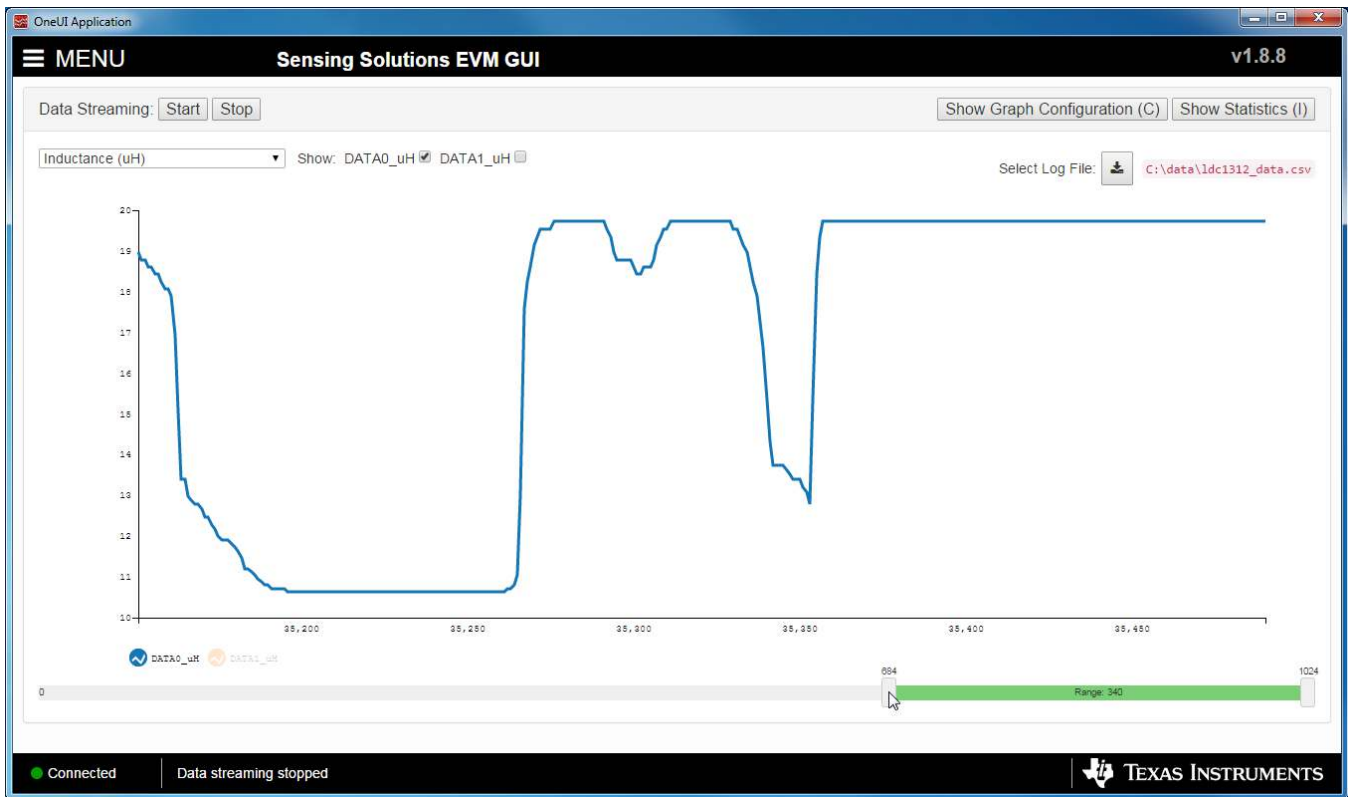 OneUI Application
MENU Sensing Solutions EVM GUI v1.8.8
Data Streaming: Start Stop Show Graph Configuration (C) Show Statistics (I)
Inductance (uH) Show: DATA0_uH DATA1_uH Select Log File: C:\data\ldc1312_data.csv
20
19
18
17
16
15
14
13
12
11
10
35,200 35,250 35,300 35,350 35,400 35,450
DATA0_uH DATA1_uH
684 1024
0 Range: 340
Connected Data streaming stopped TEXAS INSTRUMENTS